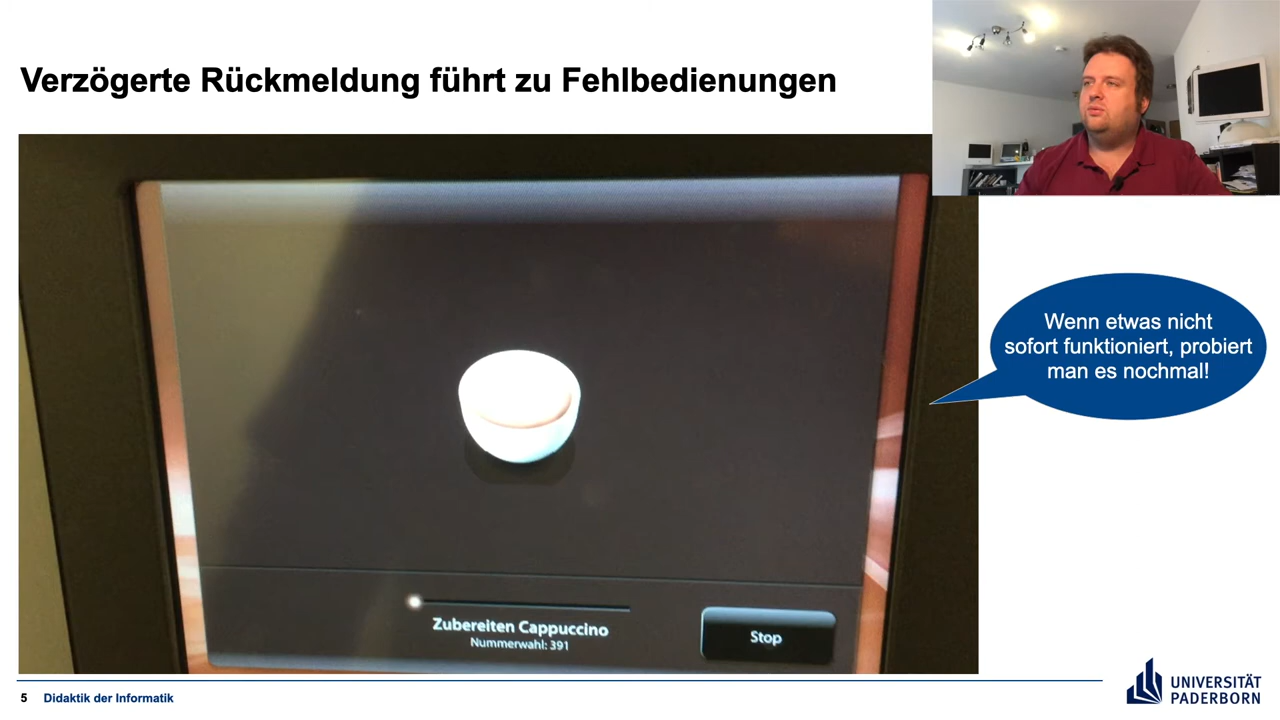 Verzögerte Rückmeldung führt zu Fehlbedienungen
Wenn etwas nicht
sofort funktioniert, probiert
man es nochmal!
Zubereiten Cappuccino
Nummerwahl: 391
Stop
5 Didaktik der Informatik
UNIVERSITÄT
PADERBORN